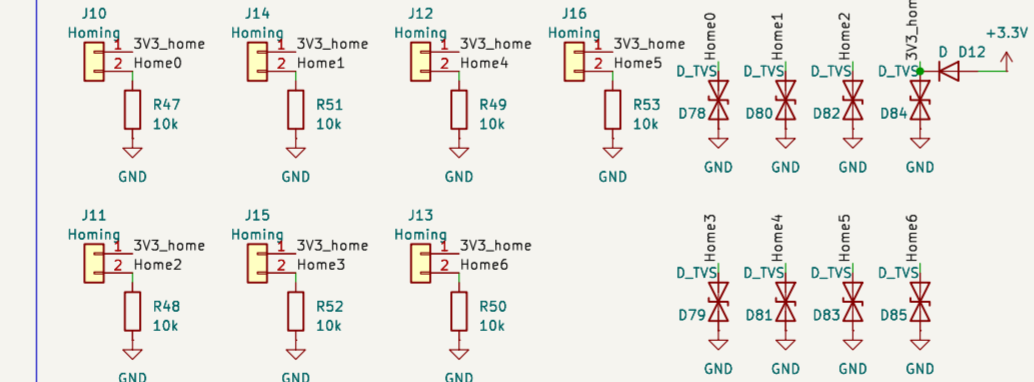 J10
Homing
1 3V3_home
2 Home0
R47
10k
GND
J14
Homing
1 3V3_home
2 Home1
R51
10k
GND
J12
Homing
1 3V3_home
2 Home4
R49
10k
GND
J16
Homing
1 3V3_home
2 Home5
R53
10k
GND
Home0
D_TVS
D78
GND
Home1
D_TVS
D80
GND
Home2
D_TVS
D82
GND
3V3_hom
D_TVS
D84
GND
D D12
+3.3V
J11
Homing
1 3V3_home
2 Home2
R48
10k
GND
J15
Homing
1 3V3_home
2 Home3
R52
10k
GND
J13
Homing
1 3V3_home
2 Home6
R50
10k
GND
Home3
D_TVS
D79
GND
Home4
D_TVS
D81
GND
Home5
D_TVS
D83
GND
Home6
D_TVS
D85
GND